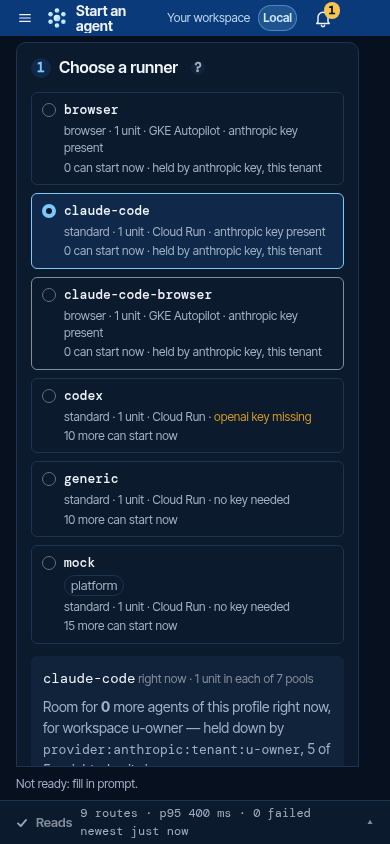 Start an
agent
Your workspace
Local
1
1 Choose a runner ?
browser
browser · 1 unit · GKE Autopilot · anthropic key
present
0 can start now · held by anthropic key, this tenant
claude-code
standard · 1 unit · Cloud Run · anthropic key present
0 can start now · held by anthropic key, this tenant
claude-code-browser
browser · 1 unit · GKE Autopilot · anthropic key
present
0 can start now · held by anthropic key, this tenant
codex
standard · 1 unit · Cloud Run · openai key missing
10 more can start now
generic
standard · 1 unit · Cloud Run · no key needed
10 more can start now
mock
platform
standard · 1 unit · Cloud Run · no key needed
15 more can start now
claude-code right now · 1 unit in each of 7 pools
Room for 0 more agents of this profile right now,
for workspace u-owner — held down by
provider:anthropic:tenant:u-owner, 5 of
Not ready: fill in prompt.
Reads
9 routes · p95 400 ms · 0 failed
newest just now